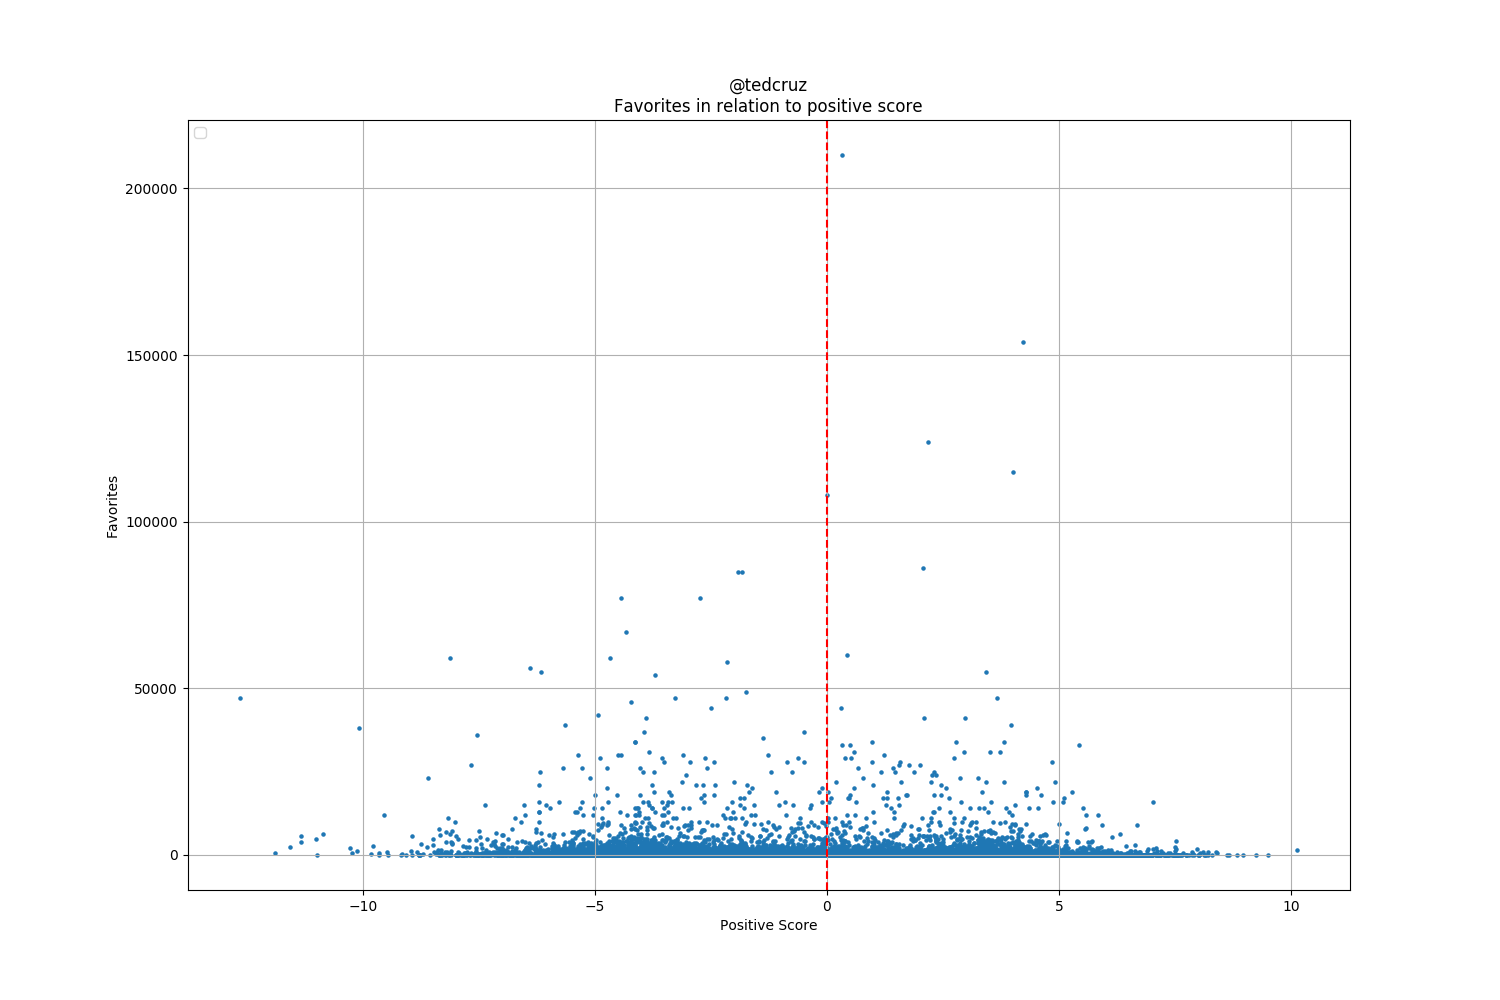 @tedcruz
Favorites in relation to positive score
200000
150000
100000
50000
0
Favorites
−10
−5
0
5
10
Positive Score